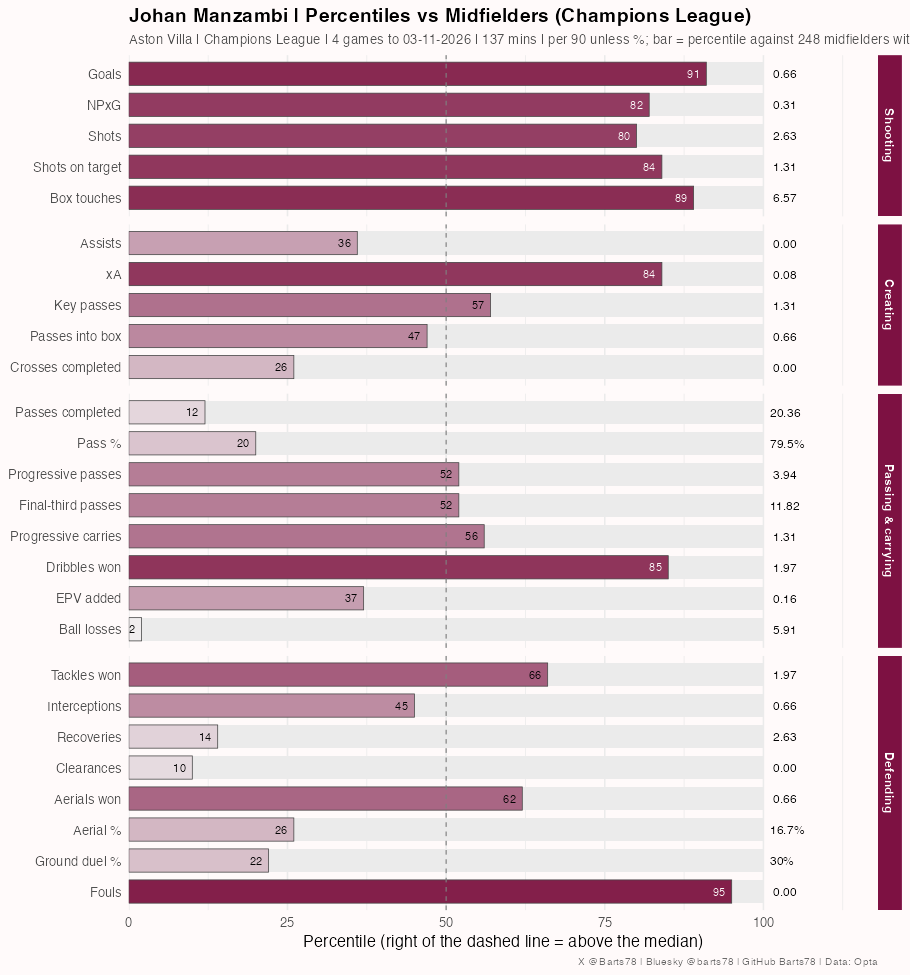 Johan Manzambi | Percentiles vs Midfielders (Champions League)
Aston Villa | Champions League | 4 games to 03-11-2026 | 137 mins | per 90 unless %; bar = percentile against 248 midfielders wit
Goals 91 0.66
NPxG 82 0.31
Shots 80 2.63
Shots on target 84 1.31
Box touches 89 6.57
Shooting
Assists 36 0.00
xA 84 0.08
Key passes 57 1.31
Passes into box 47 0.66
Crosses completed 26 0.00
Creating
Passes completed 12 20.36
Pass % 20 79.5%
Progressive passes 52 3.94
Final-third passes 52 11.82
Progressive carries 56 1.31
Dribbles won 85 1.97
EPV added 37 0.16
Ball losses 2 5.91
Passing & carrying
Tackles won 66 1.97
Interceptions 45 0.66
Recoveries 14 2.63
Clearances 10 0.00
Aerials won 62 0.66
Aerial % 26 16.7%
Ground duel % 22 30%
Fouls 95 0.00
Defending
0 25 50 75 100
Percentile (right of the dashed line = above the median)
X @Barts78 | Bluesky @barts78 | GitHub Barts78 | Data: Opta